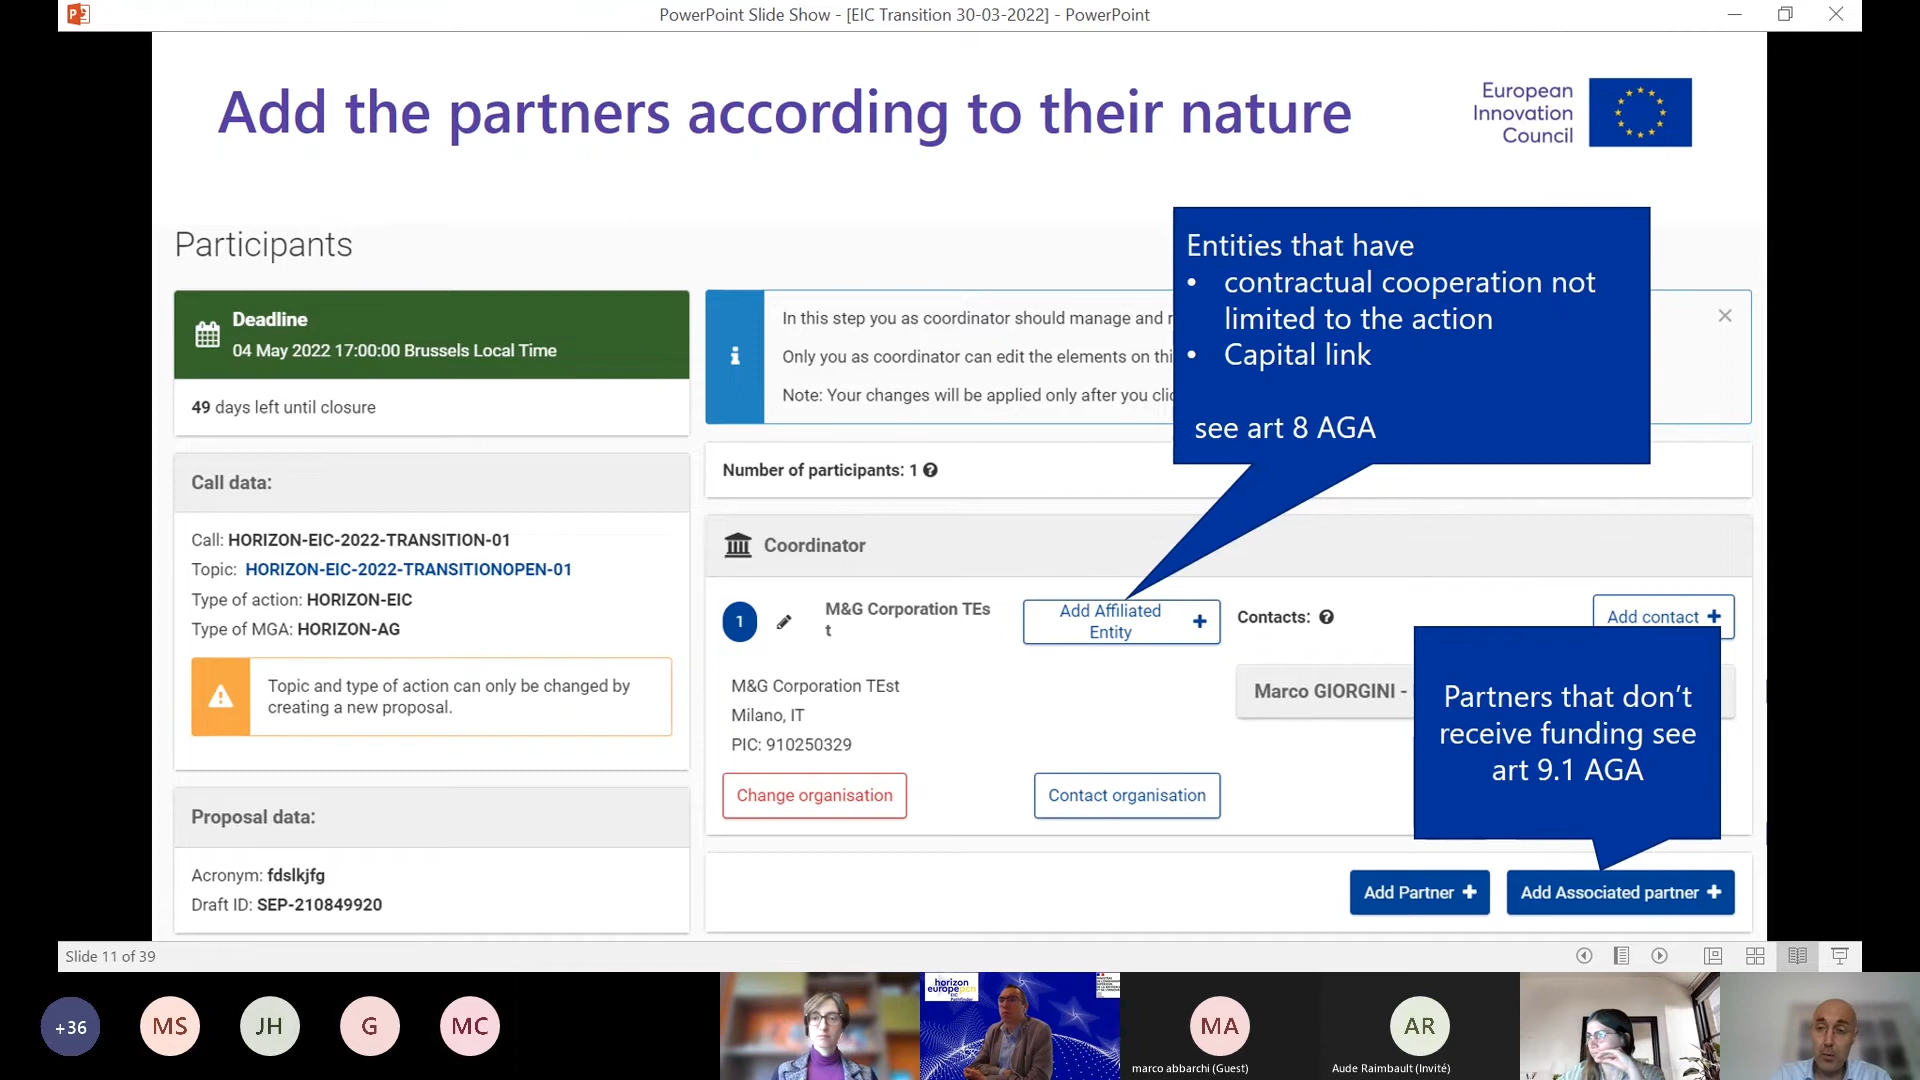 PowerPoint Slide Show - [EIC Transition 30-03-2022] - PowerPoint
Add the partners according to their nature
European
Innovation
Council
Participants
Deadline
04 May 2022 17:00:00 Brussels Local Time
49 days left until closure
Call data:
Call: HORIZON-EIC-2022-TRANSITION-01
Topic: HORIZON-EIC-2022-TRANSITIONOPEN-01
Type of action: HORIZON-EIC
Type of MGA: HORIZON-AG
Topic and type of action can only be changed by
creating a new proposal.
Proposal data:
Acronym: fdslkjfg
Draft ID: SEP-210849920
In this step you as coordinator should manage and r
Only you as coordinator can edit the elements on thi
Note: Your changes will be applied only after you clic
Entities that have
• contractual cooperation not
limited to the action
• Capital link
see art 8 AGA
Number of participants: 1
Coordinator
1
M&G Corporation TEs
t
Add Affiliated
Entity +
Contacts:
Add contact +
M&G Corporation TEst
Milano, IT
PIC: 910250329
Marco GIORGINI -
Partners that don’t
receive funding see
art 9.1 AGA
Change organisation
Contact organisation
Add Partner +
Add Associated partner +
Slide 11 of 39
+36
MS
JH
G
MC
horizon
europe pcn
EIC
Pathfinder
MA
marco abbarchi (Guest)
AR
Aude Raimbault (Invité)